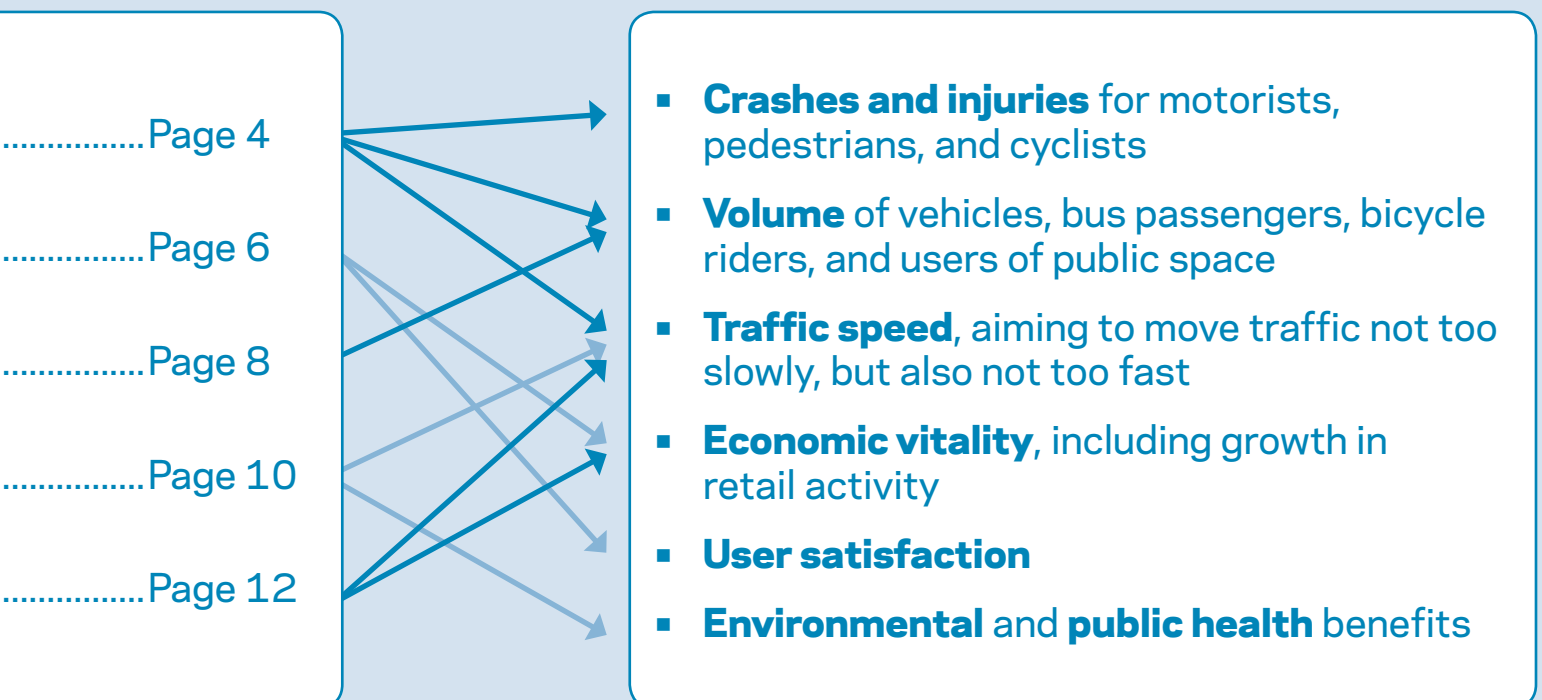 ................Page 4
................Page 6
................Page 8
................Page 10
................Page 12
▪ Crashes and injuries for motorists,
pedestrians, and cyclists
▪ Volume of vehicles, bus passengers, bicycle
riders, and users of public space
▪ Traffic speed, aiming to move traffic not too
slowly, but also not too fast
▪ Economic vitality, including growth in
retail activity
▪ User satisfaction
▪ Environmental and public health benefits